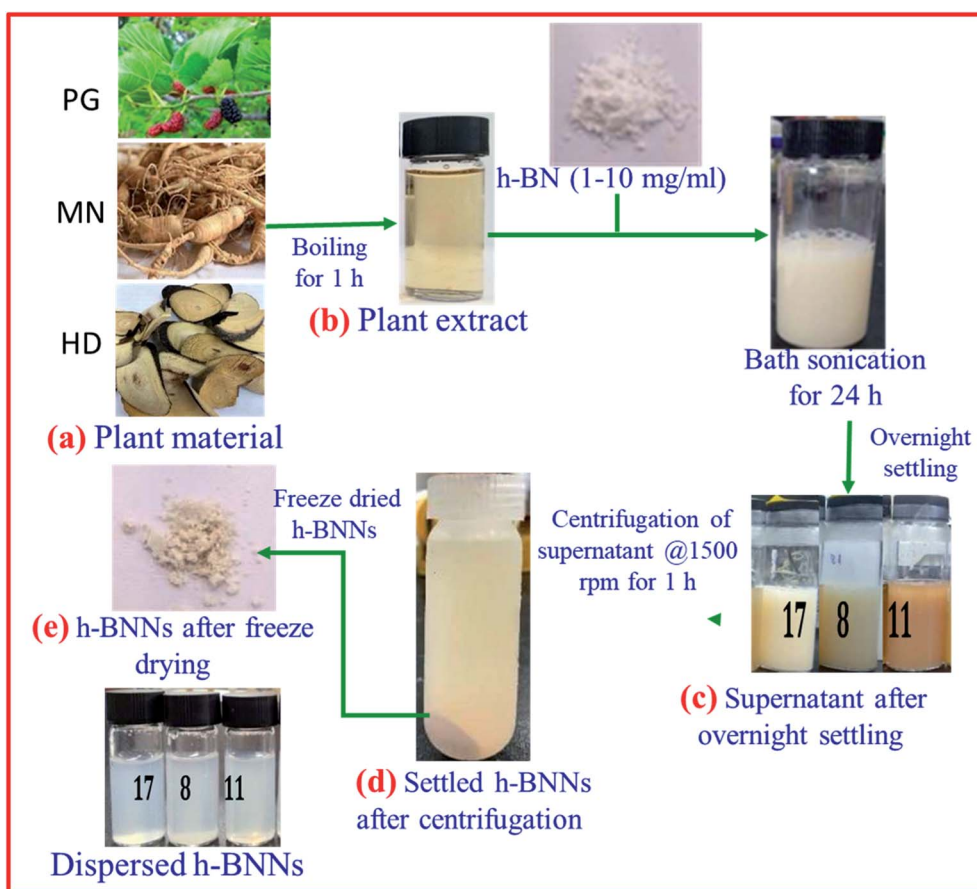 PG
MN
HD
(a) Plant material
Boiling
for 1 h
(b) Plant extract
h-BN (1-10 mg/ml)
Bath sonication
for 24 h
Overnight
settling
17 8 11
(c) Supernatant after
overnight settling
Centrifugation of
supernatant @1500
rpm for 1 h
(d) Settled h-BNNs
after centrifugation
Freeze dried
h-BNNs
(e) h-BNNs after freeze
drying
17 8 11
Dispersed h-BNNs